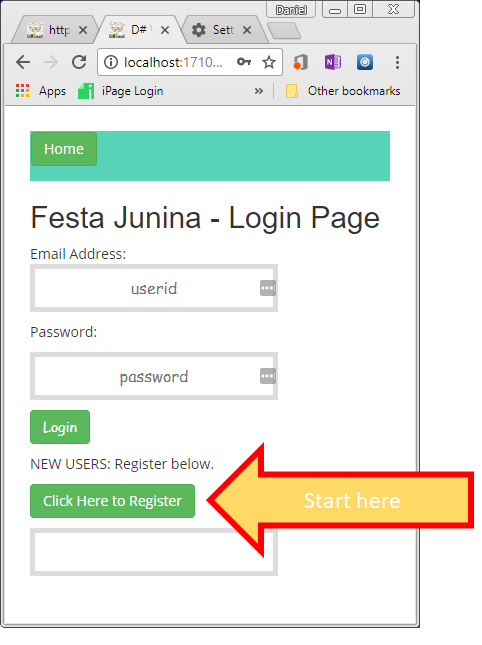 Daniel
http
D# V
Sett
localhost:1710...
Apps
iPage Login
»
Other bookmarks
Home
Festa Junina - Login Page
Email Address:
userid
Password:
password
Login
NEW USERS: Register below.
Click Here to Register
Start here